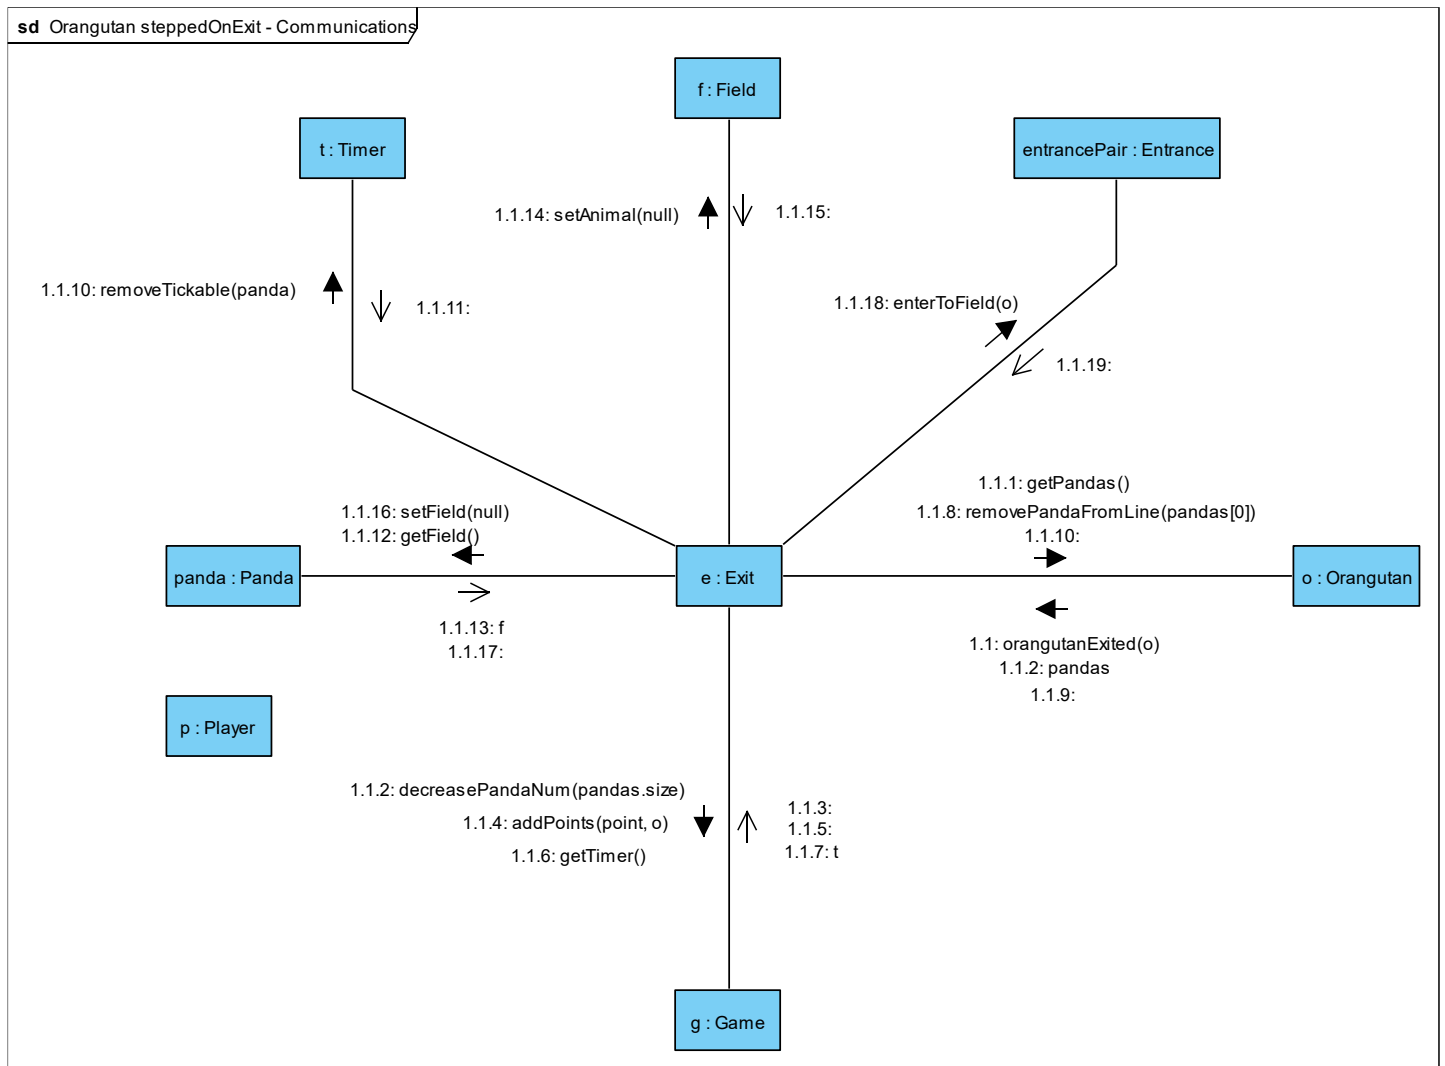 sd Orangutan steppedOnExit - Communications
f : Field
t : Timer
entrancePair : Entrance
1.1.14: setAnimal(null)
1.1.15:
1.1.10: removeTickable(panda)
1.1.11:
1.1.18: enterToField(o)
1.1.19:
1.1.1: getPandas()
1.1.8: removePandaFromLine(pandas[0])
1.1.10:
1.1.16: setField(null)
1.1.12: getField()
panda : Panda
e : Exit
o : Orangutan
1.1.13: f
1.1.17:
1.1: orangutanExited(o)
1.1.2: pandas
1.1.9:
p : Player
1.1.2: decreasePandaNum(pandas.size)
1.1.4: addPoints(point, o)
1.1.6: getTimer()
1.1.3:
1.1.5:
1.1.7: t
g : Game